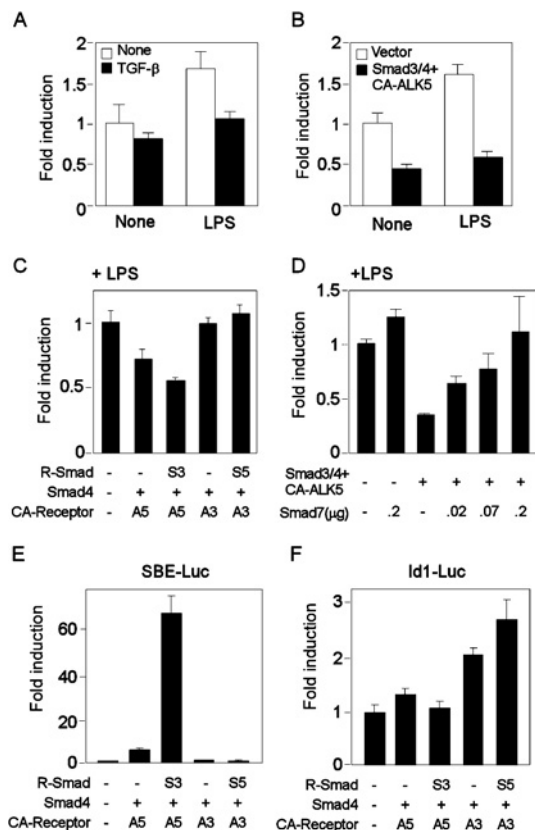 A
Fold induction
2
1.5
1
0.5
0
None
TGF-β
None LPS
B
Fold induction
2
1.5
1
0.5
0
Vector
Smad3/4+
CA-ALK5
None LPS
C
+ LPS
Fold induction
1
0.5
0
R-Smad - - S3 - S5
Smad4 - + + + +
CA-Receptor - A5 A5 A3 A3
D
+LPS
Fold induction
1.5
1
0.5
0
Smad3/4+
CA-ALK5 - - + + + +
Smad7(μg) - .2 - .02 .07 .2
E
SBE-Luc
Fold induction
60
40
20
0
R-Smad - - S3 - S5
Smad4 - + + + +
CA-Receptor - A5 A5 A3 A3
F
Id1-Luc
Fold induction
3
2
1
0
R-Smad - - S3 - S5
Smad4 - + + + +
CA-Receptor - A5 A5 A3 A3